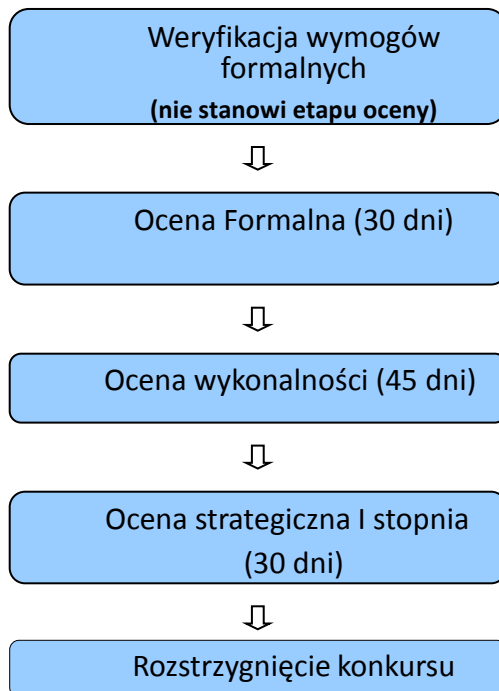 Weryfikacja wymogów
formalnych
(nie stanowi etapu oceny)
Ocena Formalna (30 dni)
Ocena wykonalności (45 dni)
Ocena strategiczna I stopnia
(30 dni)
Rozstrzygnięcie konkursu